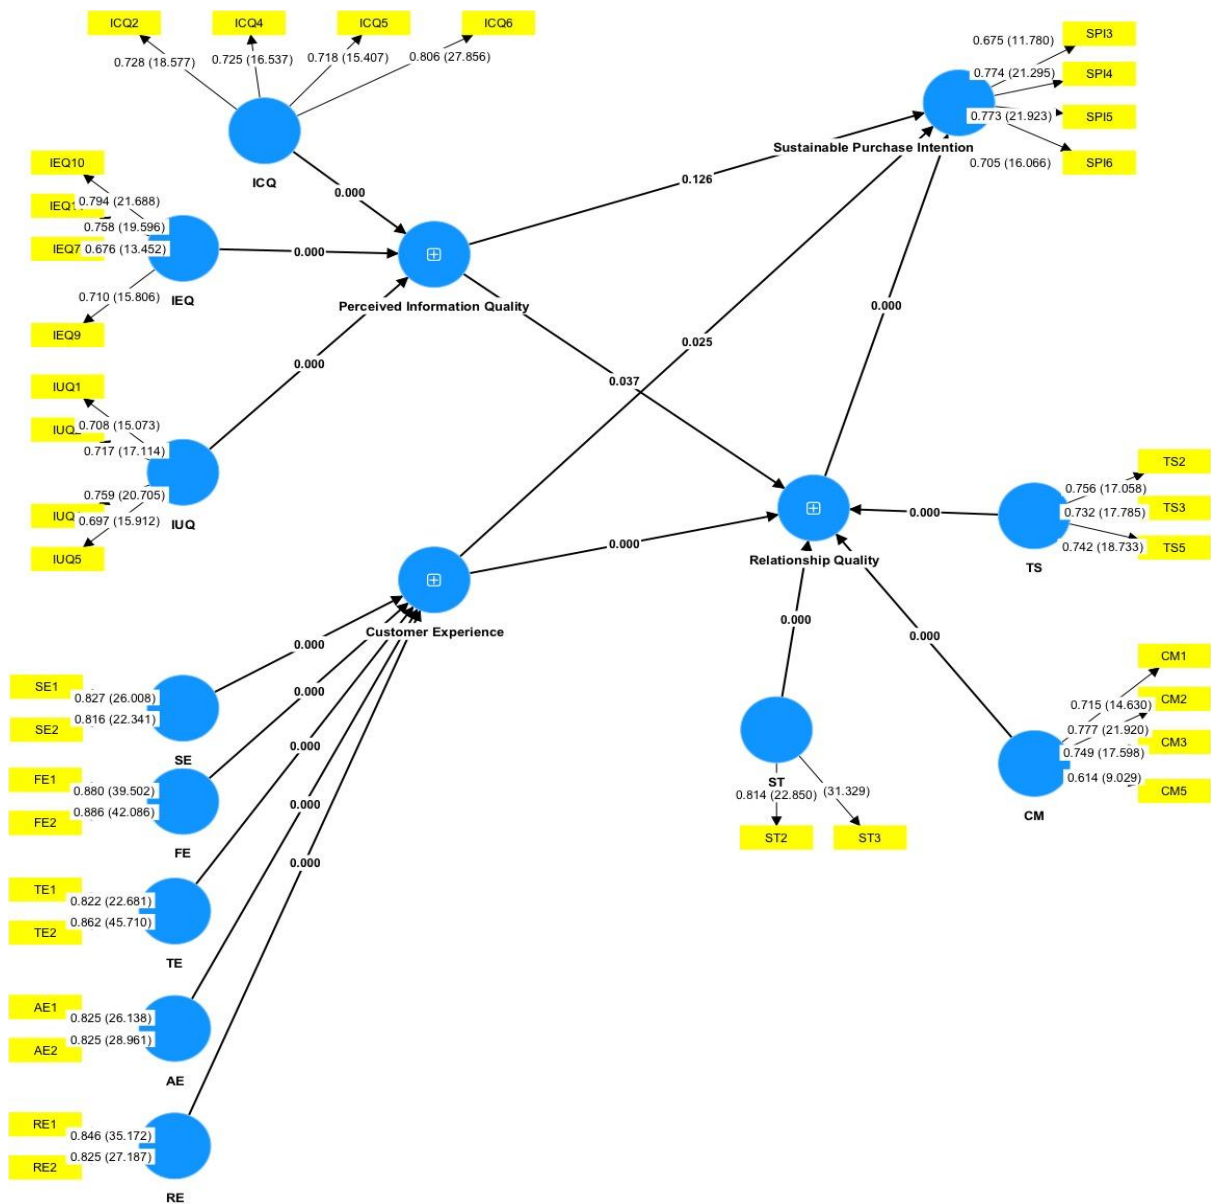 ICQ2
ICQ4
ICQ5
ICQ6
0.728 (18.577)
0.725 (16.537)
0.718 (15.407)
0.806 (27.856)
ICQ
SPI3
SPI4
SPI5
SPI6
0.675 (11.780)
0.774 (21.295)
0.773 (21.923)
0.705 (16.066)
Sustainable Purchase Intention
IEQ10
IEQ7
IEQ9
0.794 (21.688)
0.758 (19.596)
0.676 (13.452)
0.710 (15.806)
IEQ
0.000
0.000
0.000
Perceived Information Quality
0.126
0.037
0.025
0.000
IUQ1
IUQ
IUQ
IUQ5
0.708 (15.073)
0.717 (17.114)
0.759 (20.705)
0.697 (15.912)
IUQ
Customer Experience
0.000
Relationship Quality
0.000
0.000
0.000
TS2
TS3
TS5
0.756 (17.058)
0.732 (17.785)
0.742 (18.733)
TS
CM1
CM2
CM3
CM5
0.715 (14.630)
0.777 (21.920)
0.749 (17.598)
0.614 (9.029)
CM
ST
0.814 (22.850)
(31.329)
ST2
ST3
SE1
SE2
0.827 (26.008)
0.816 (22.341)
SE
0.000
FE1
FE2
0.880 (39.502)
0.886 (42.086)
FE
0.000
TE1
TE2
0.822 (22.681)
0.862 (45.710)
TE
0.000
AE1
AE2
0.825 (26.138)
0.825 (28.961)
AE
0.000
RE1
RE2
0.846 (35.172)
0.825 (27.187)
RE
0.000